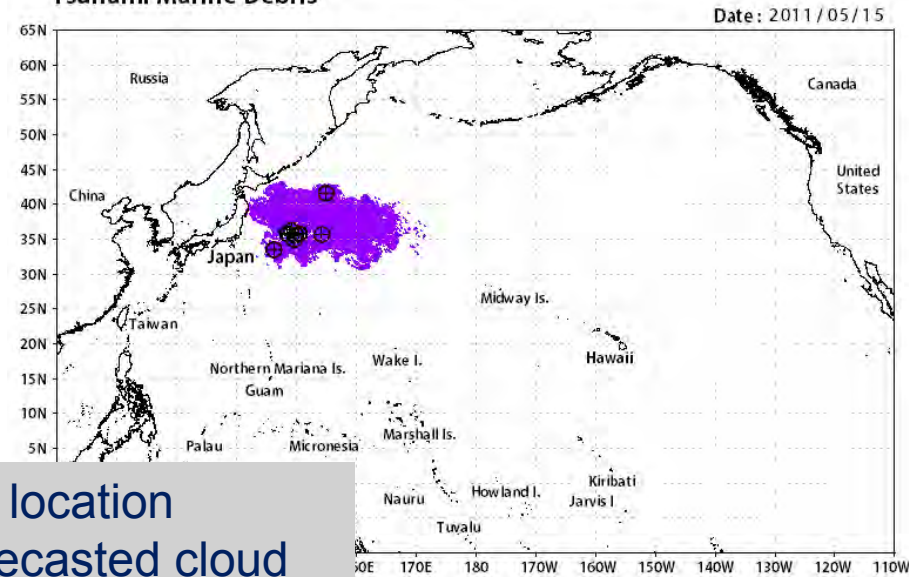 Tsunami Marine Debris
Date: 2011/05/15
65N
60N
Russia
Canada
55N
50N
45N
China
United
States
40N
35N
Japan
30N
25N
Midway Is.
Taiwan
20N
Hawaii
Northern Mariana Is.
Wake I.
15N
Guam
10N
Marshall Is.
5N
Palau
Micronesia
Kiribati
Nauru
Howland I.
Jarvis I
Tuvalu
location
ecasted cloud
170E
180
170W
160W
150W
140W
130W
120W
110W